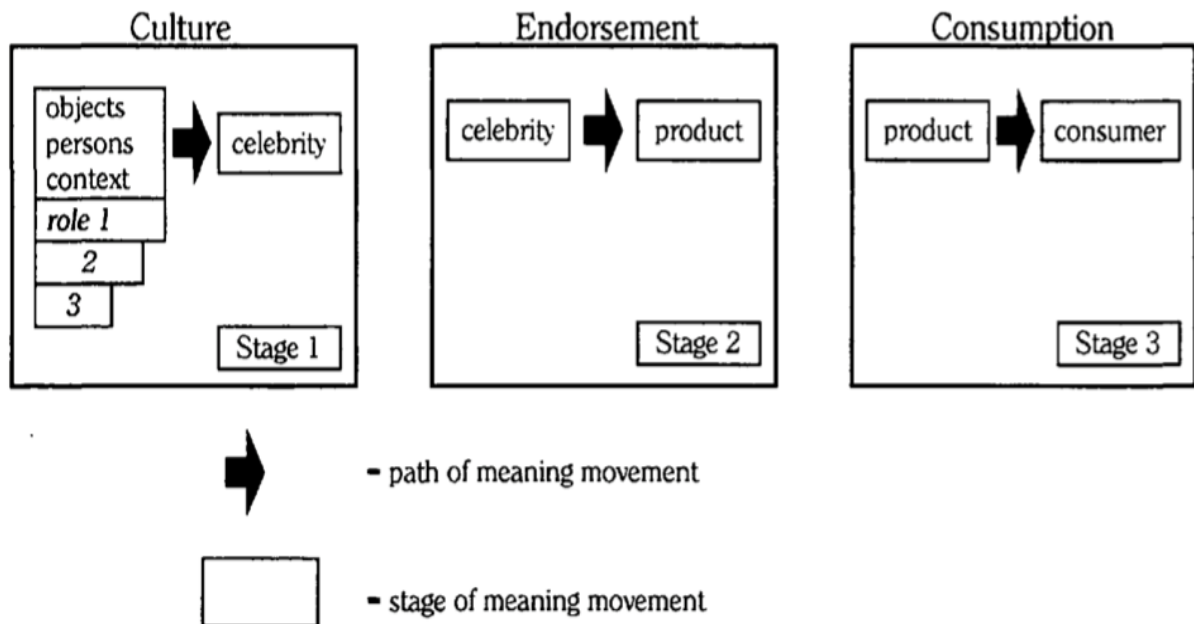 Culture
Endorsement
Consumption
objects
persons
context
role 1
2
3
celebrity
Stage 1
celebrity
product
Stage 2
product
consumer
Stage 3
- path of meaning movement
- stage of meaning movement